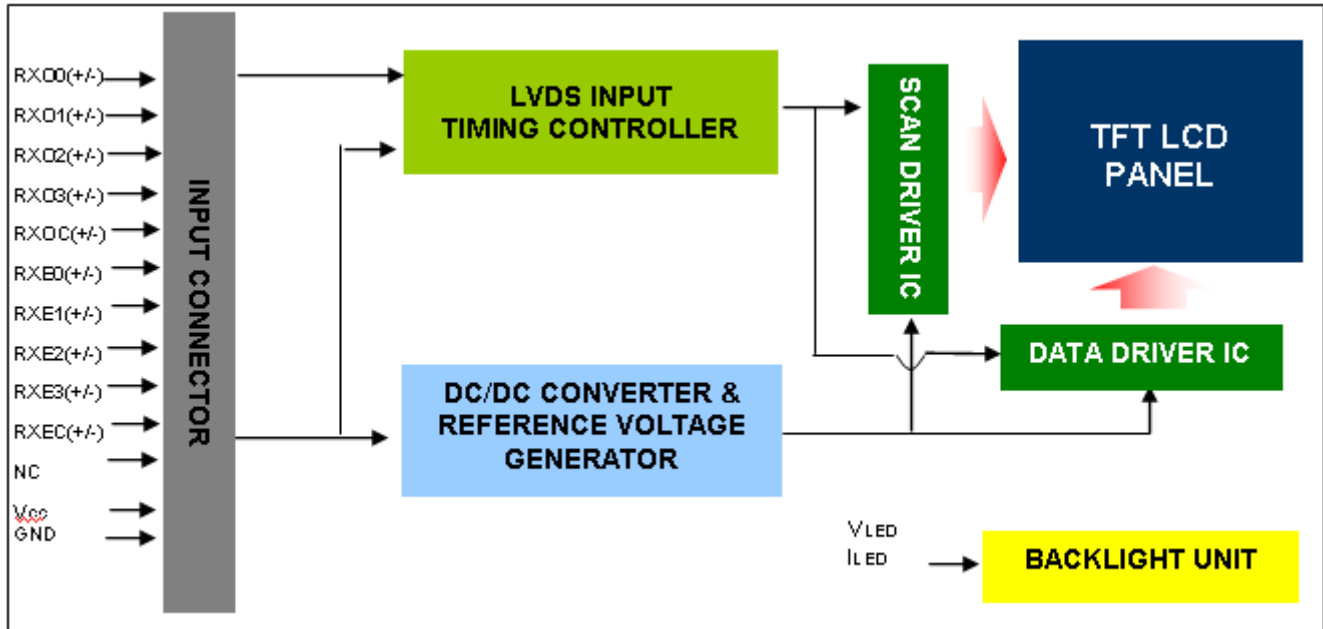 RXO0(+/-)
RXO1(+/-)
RXO2(+/-)
RXO3(+/-)
RXOC(+/-)
RXE0(+/-)
RXE1(+/-)
RXE2(+/-)
RXE3(+/-)
RXEC(+/-)
NC
Vcc
GND
INPUT CONNECTOR
LVDS INPUT
TIMING CONTROLLER
DC/DC CONVERTER &
REFERENCE VOLTAGE
GENERATOR
SCAN DRIVER IC
TFT LCD
PANEL
DATA DRIVER IC
VLED
ILED
BACKLIGHT UNIT